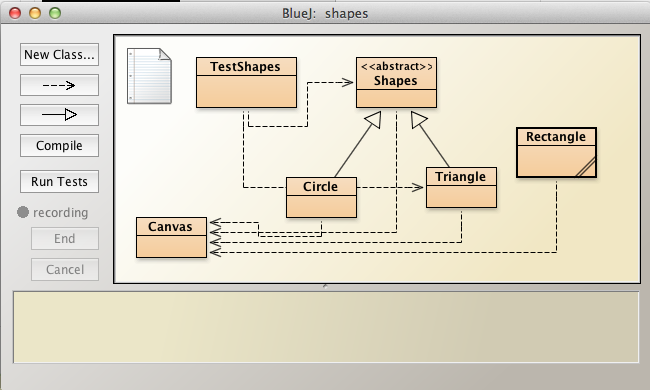 BlueJ: shapes
New Class...
Compile
Run Tests
recording
End
Cancel
TestShapes
<<abstract>>
Shapes
Rectangle
Circle
Triangle
Canvas